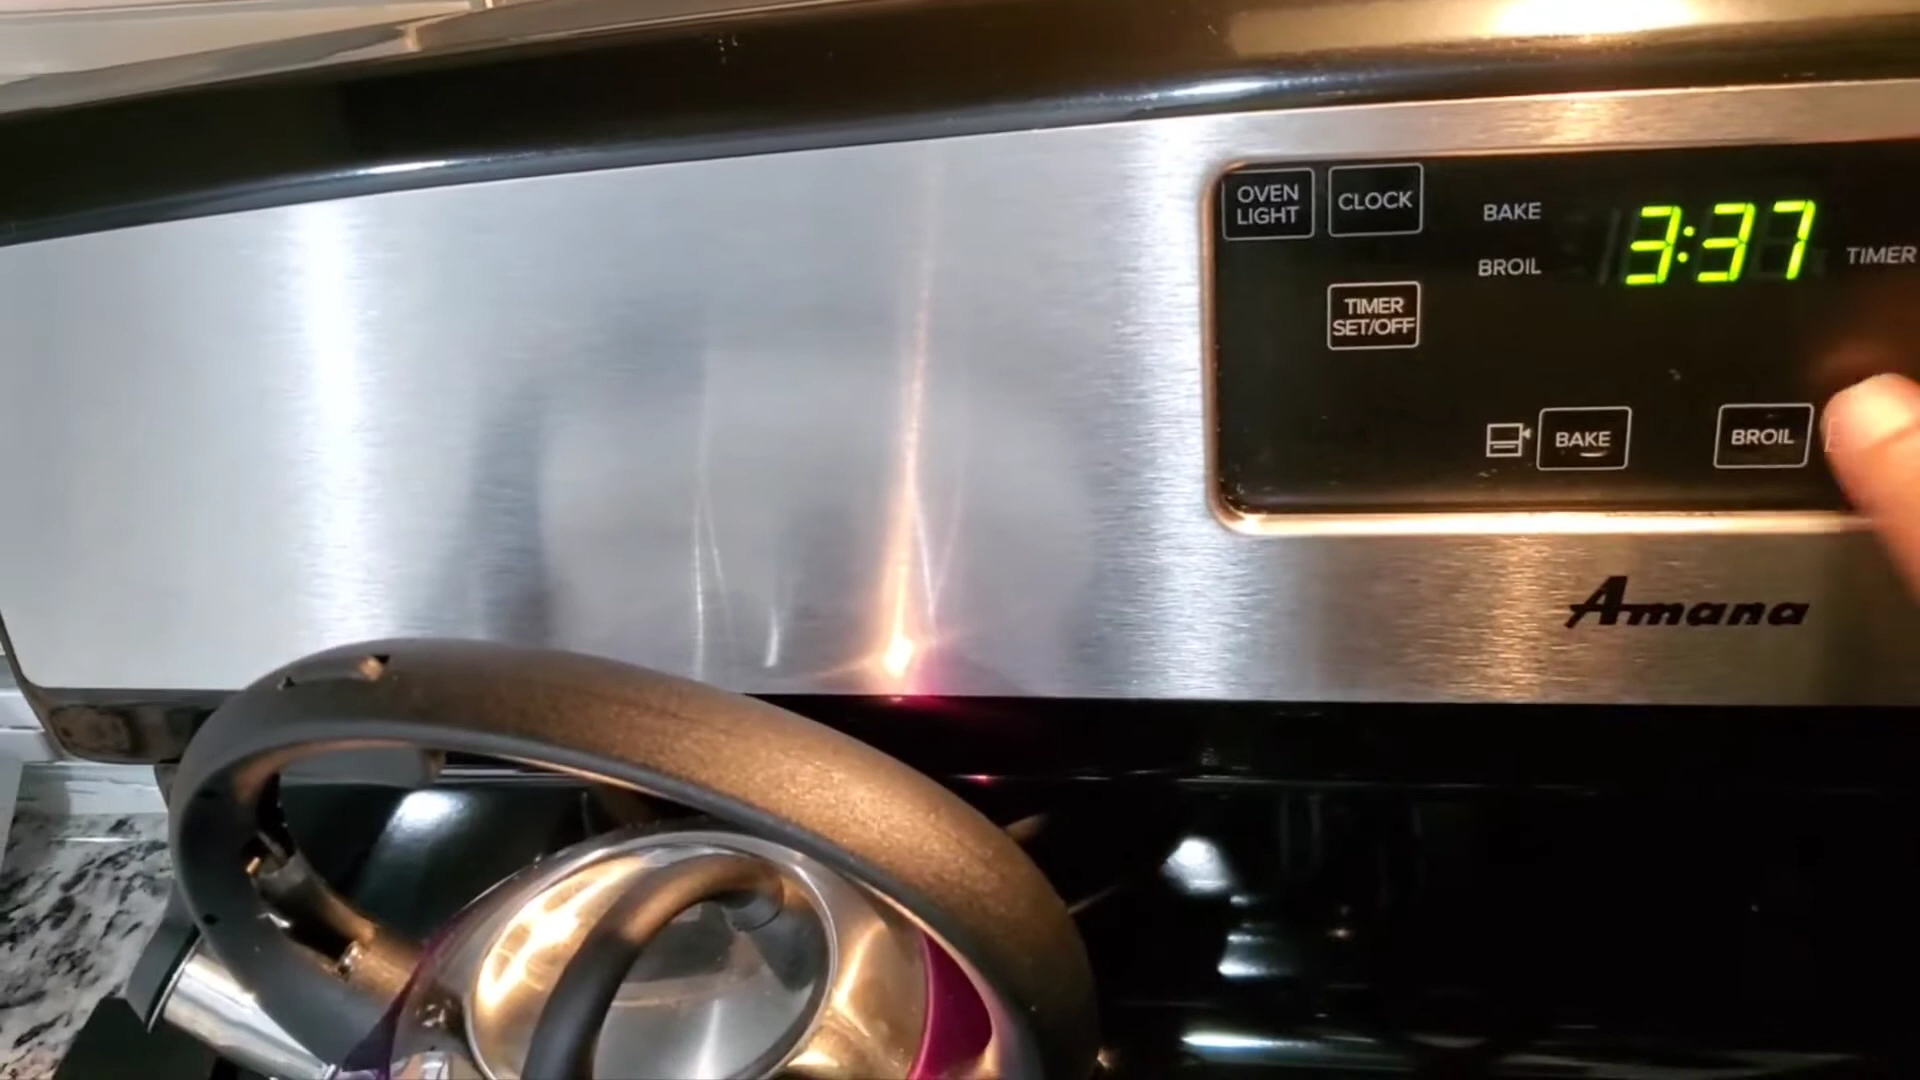 OVEN
LIGHT
CLOCK
BAKE
BROIL
3:37
TIMER
TIMER
SET/OFF
BAKE
BROIL
Amana